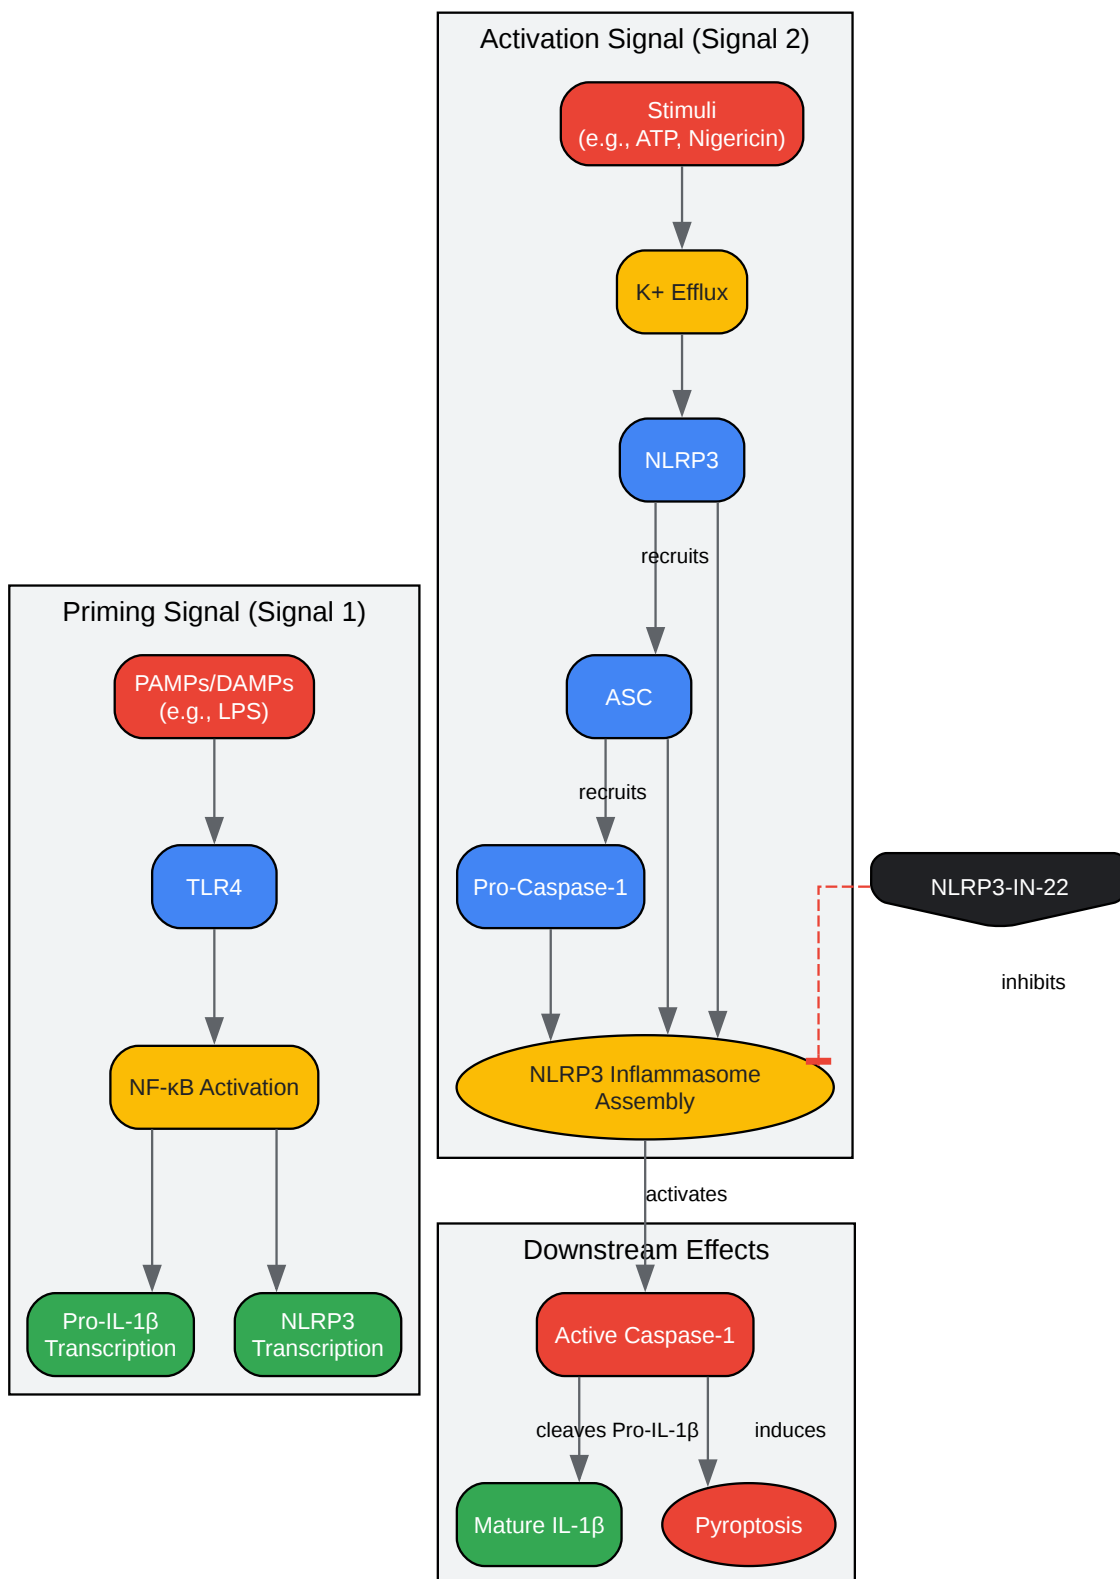 Activation Signal (Signal 2)
Stimuli
(e.g., ATP, Nigericin)
K+ Efflux
NLRP3
recruits
ASC
recruits
Pro-Caspase-1
NLRP3 Inflammasome
Assembly
activates
Priming Signal (Signal 1)
PAMPs/DAMPs
(e.g., LPS)
TLR4
NF-κB Activation
Pro-IL-1β
Transcription
NLRP3
Transcription
NLRP3-IN-22
inhibits
Downstream Effects
Active Caspase-1
cleaves Pro-IL-1β
induces
Mature IL-1β
Pyroptosis